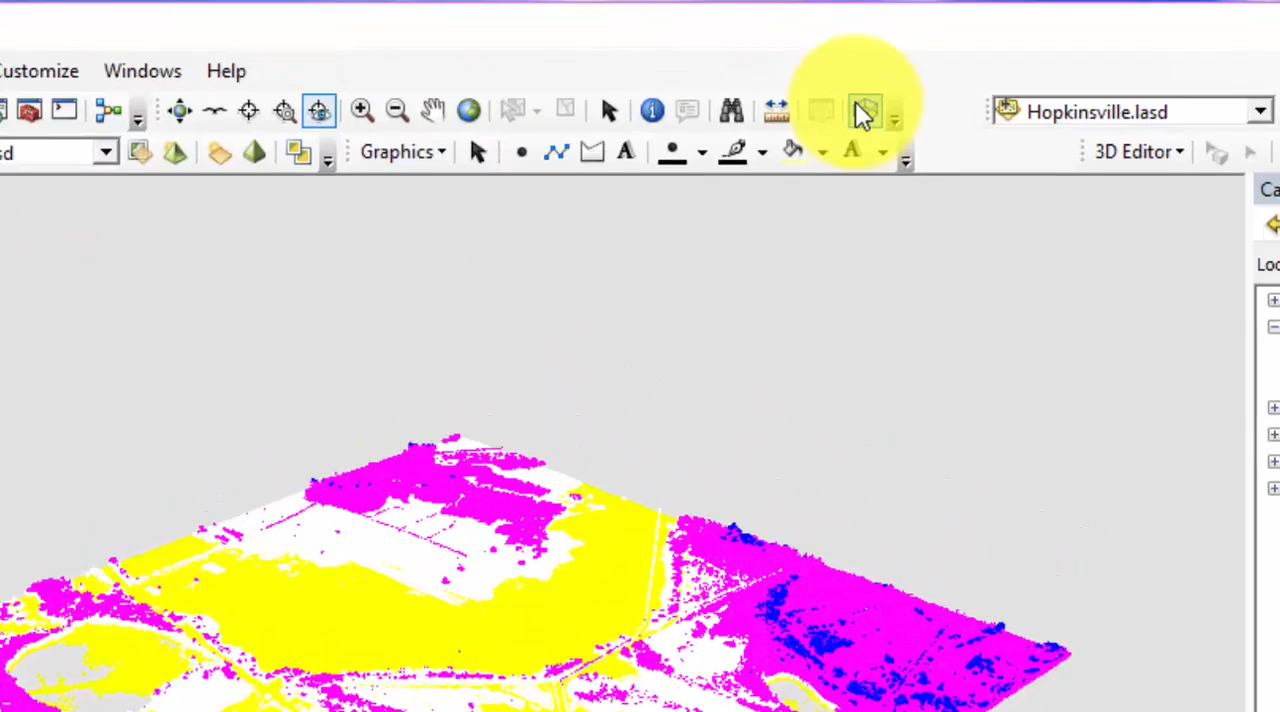 Customize Windows Help
Hopkinsville.lasd
sd Graphics A A 3D Editor
Ca
Loc